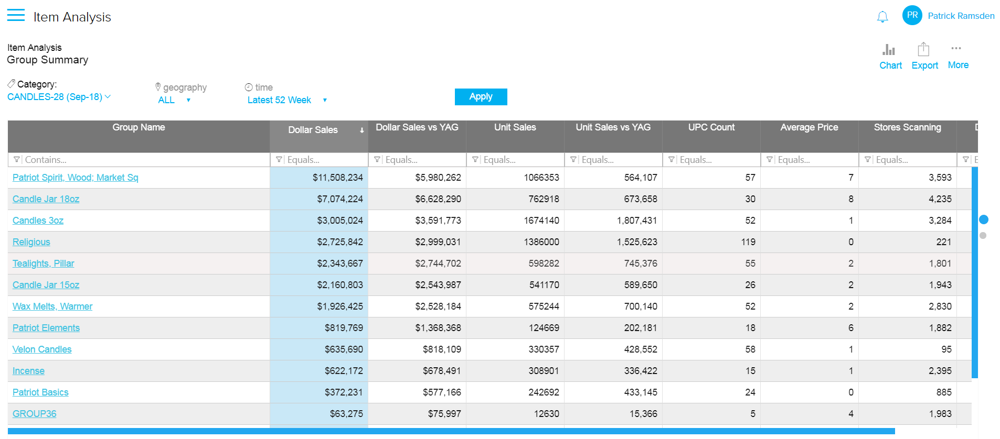 Item Analysis
PR
Patrick Ramsden
Item Analysis
Group Summary
Chart Export More
Category:
CANDLES-28 (Sep-18)
geography
ALL
time
Latest 52 Week
Apply
Group Name Dollar Sales Dollar Sales vs YAG Unit Sales Unit Sales vs YAG UPC Count Average Price Stores Scanning
Contains... Equals... Equals... Equals... Equals... Equals... Equals... Equals... E
Patriot Spirit, Wood; Market Sq $11,508,234 $5,980,262 1066353 564,107 57 7 3,593
Candle Jar 18oz $7,074,224 $6,628,290 762918 673,658 30 8 4,235
Candles 3oz $3,005,024 $3,591,773 1674140 1,807,431 52 1 3,284
Religious $2,725,842 $2,999,031 1386000 1,525,623 119 0 221
Tealights, Pillar $2,343,667 $2,744,702 598282 745,376 55 2 1,801
Candle Jar 15oz $2,160,803 $2,543,987 541170 589,650 26 2 1,943
Wax Melts, Warmer $1,926,425 $2,528,184 575244 700,140 52 2 2,830
Patriot Elements $819,769 $1,368,368 124669 202,181 18 6 1,882
Velon Candles $635,690 $818,109 330357 428,552 58 1 95
Incense $622,172 $678,491 308901 336,422 15 1 2,395
Patriot Basics $372,231 $577,166 242692 433,145 24 0 885
GROUP36 $63,275 $75,997 12630 15,366 5 4 1,983